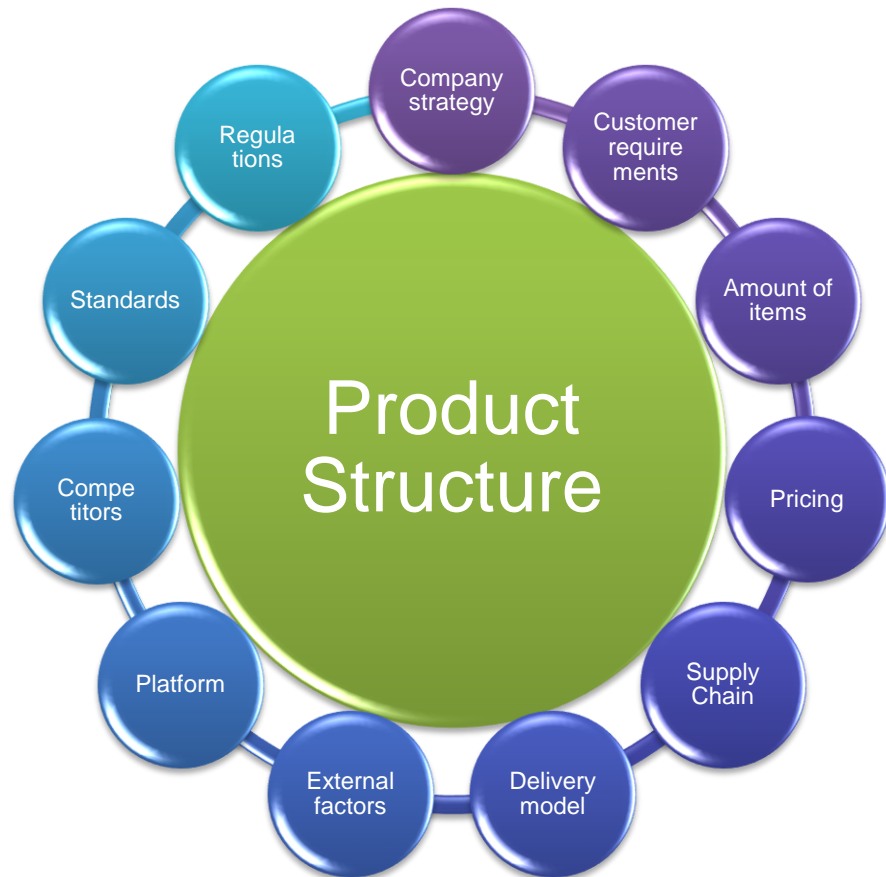 Company
strategy
Customer
require
ments
Amount of
items
Pricing
Supply
Chain
Delivery
model
External
factors
Platform
Compe
titors
Standards
Regula
tions
Product
Structure